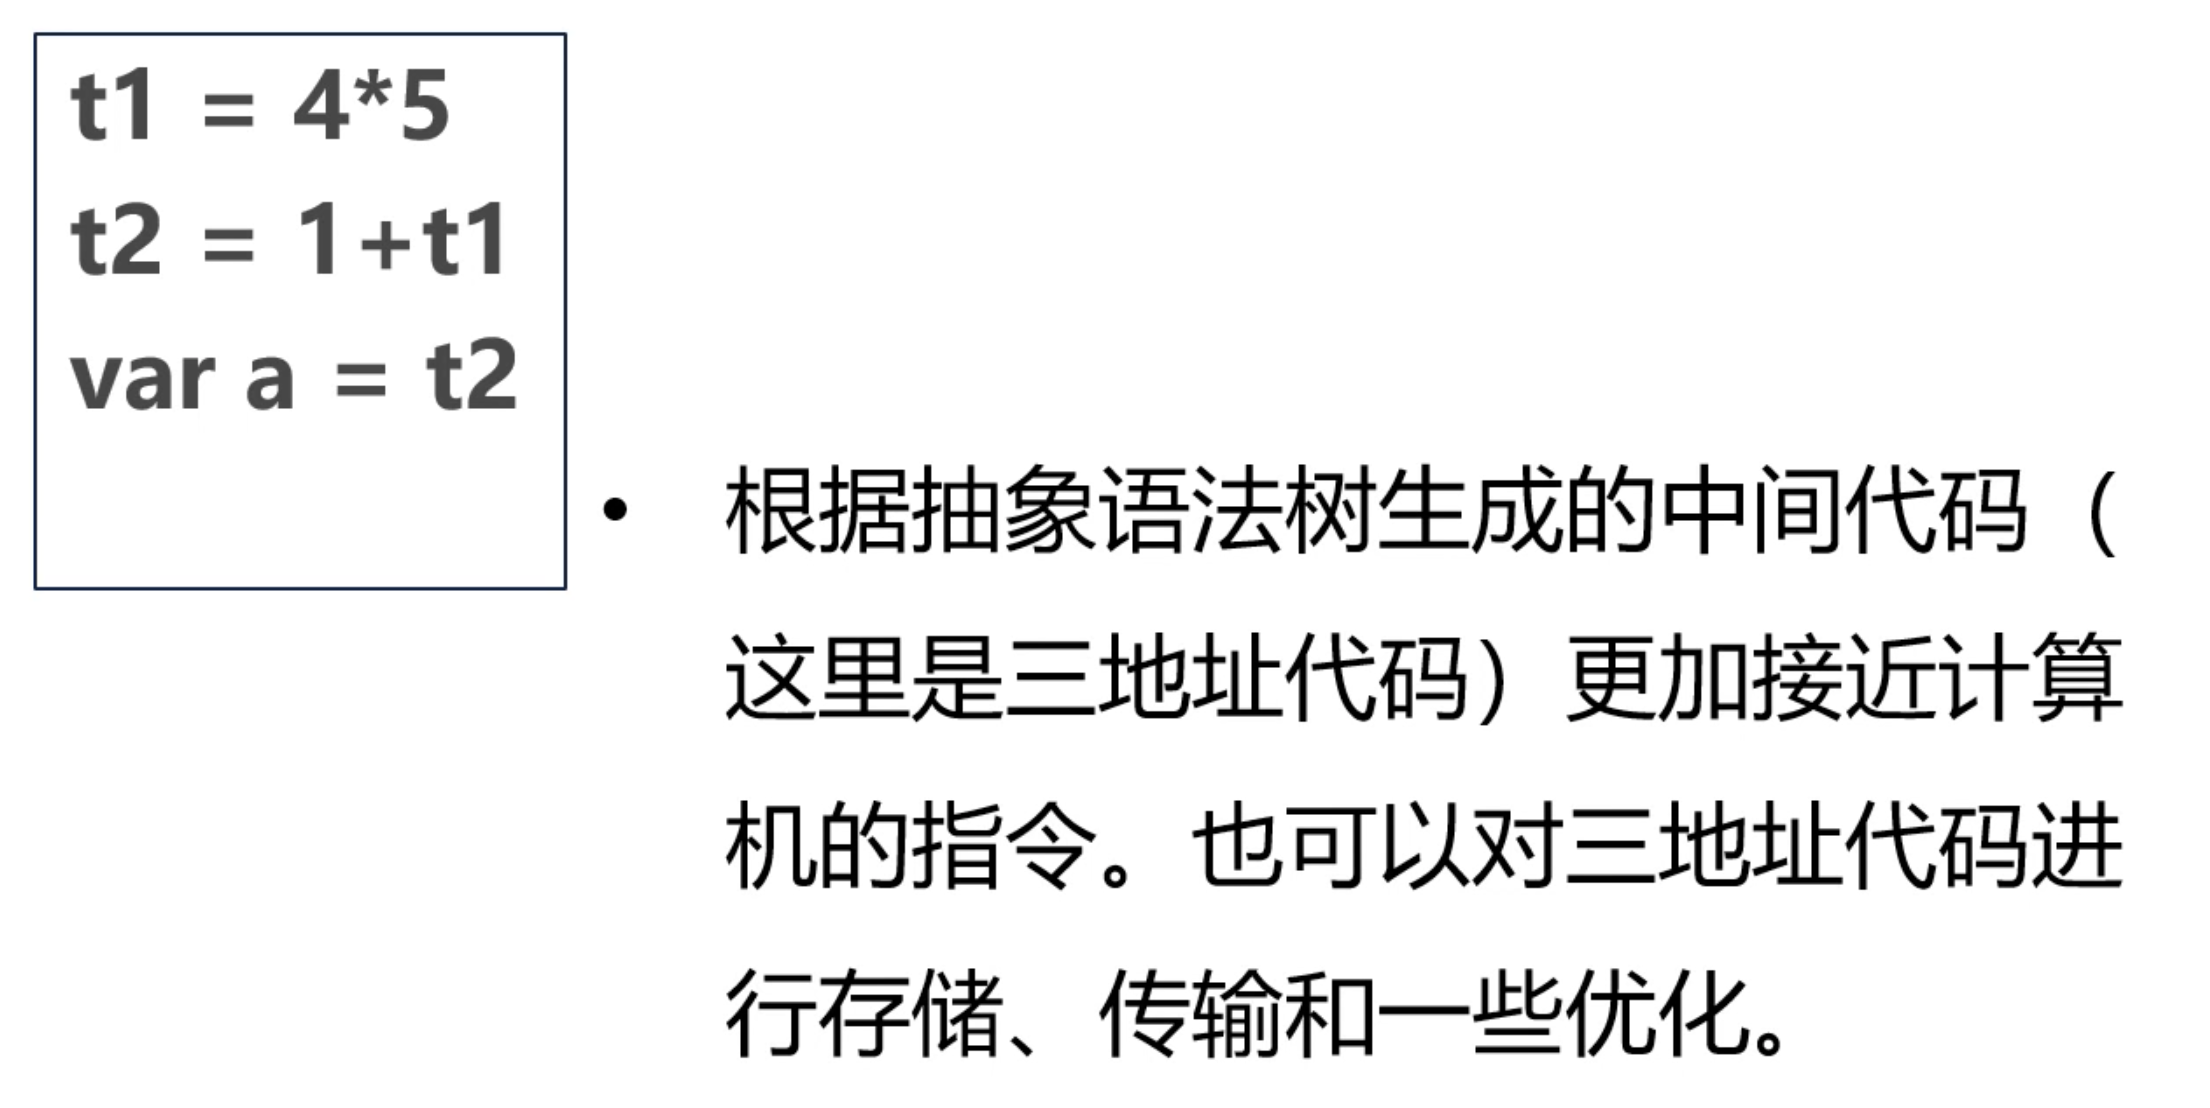 t1 = 4*5
t2 = 1+t1
var a = t2
• 根据抽象语法树生成的中间代码（
这里是三地址代码）更加接近计算
机的指令。也可以对三地址代码进
行存储、传输和一些优化。